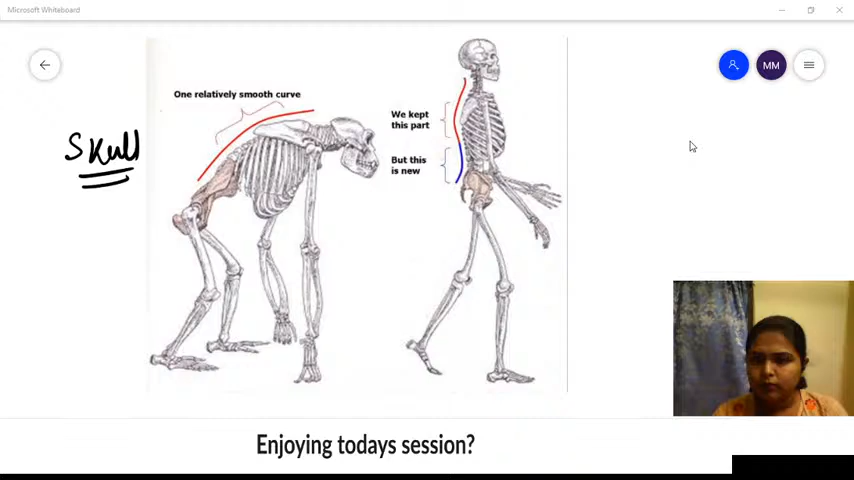 Microsoft Whiteboard
MM
One relatively smooth curve
We kept
this part
But this
is new
Skull
Enjoying todays session?